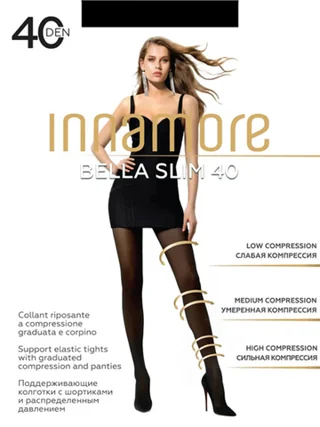 40 DEN
innamore
BELLA SLIM 40
LOW COMPRESSION
СЛАБАЯ КОМПРЕССИЯ
MEDIUM COMPRESSION
УМЕРЕННАЯ КОМПРЕССИЯ
HIGH COMPRESSION
СИЛЬНАЯ КОМПРЕССИЯ
Collant riposante
a compressione
graduata e corpino
Support elastic tights
with graduated
compression and panties
Поддерживающие
колготки с шортиками
и распределенным
давлением